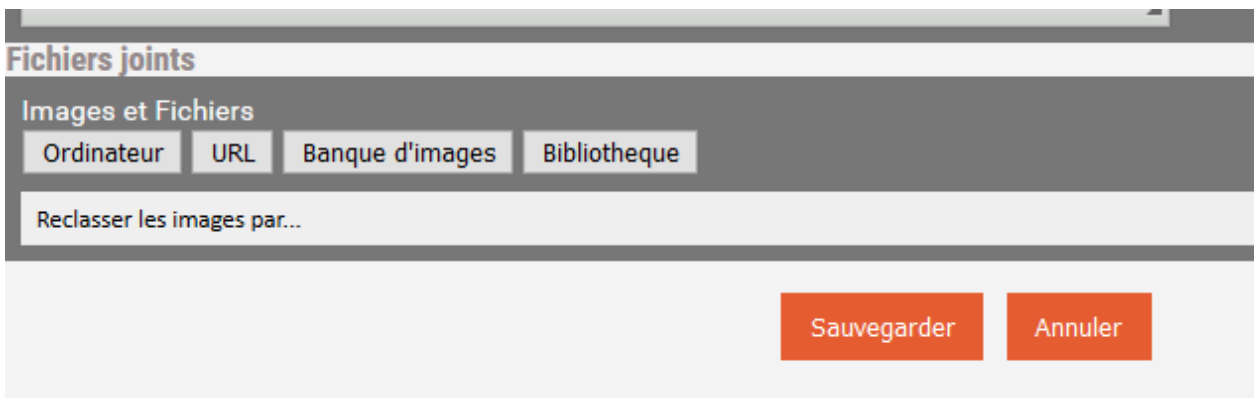 Fichiers joints
Images et Fichiers
Ordinateur URL Banque d'images Bibliotheque
Reclasser les images par...
Sauvegarder Annuler